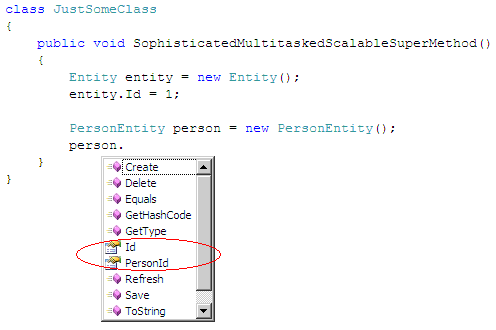 class JustSomeClass
{
public void SophisticatedMultitaskedScalableSuperMethod()
{
Entity entity = new Entity();
entity.Id = 1;
PersonEntity person = new PersonEntity();
person.
Create
Delete
Equals
GetHashCode
GetType
Id
PersonId
Refresh
Save
ToString
}
}